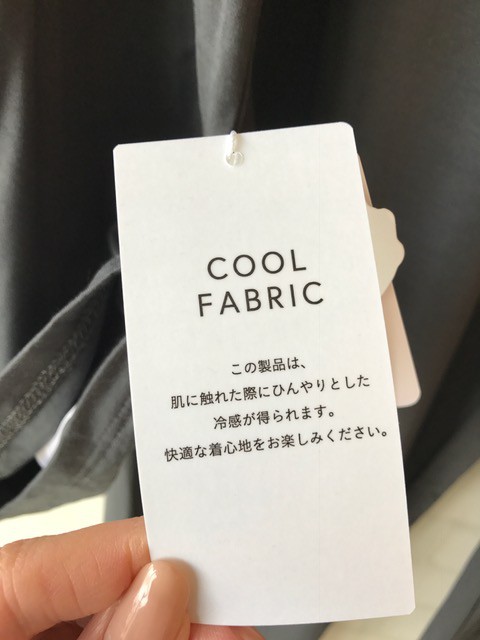 COOL
FABRIC
この製品は、
肌に触れた際にひんやりとした
冷感が得られます。
快適な着心地をお楽しみください。